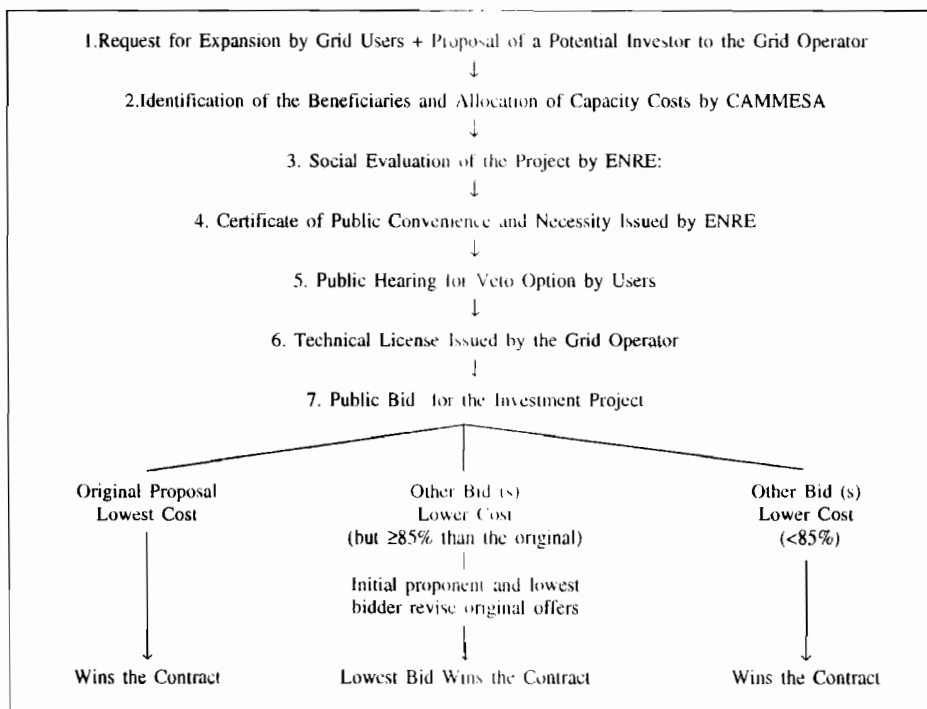 1.Request for Expansion by Grid Users + Proposal of a Potential Investor to the Grid Operator
↓
2.Identification of the Beneficiaries and Allocation of Capacity Costs by CAMMESA
↓
3. Social Evaluation of the Project by ENRE:
↓
4. Certificate of Public Convenience and Necessity Issued by ENRE
↓
5. Public Hearing for Veto Option by Users
↓
6. Technical License Issued by the Grid Operator
↓
7. Public Bid for the Investment Project
Original Proposal
Lowest Cost
Other Bid (s)
Lower Cost
(but ≥85% than the original)
Other Bid (s)
Lower Cost
(<85%)
Initial proponent and lowest
bidder revise original offers
Wins the Contract
Lowest Bid Wins the Contract
Wins the Contract